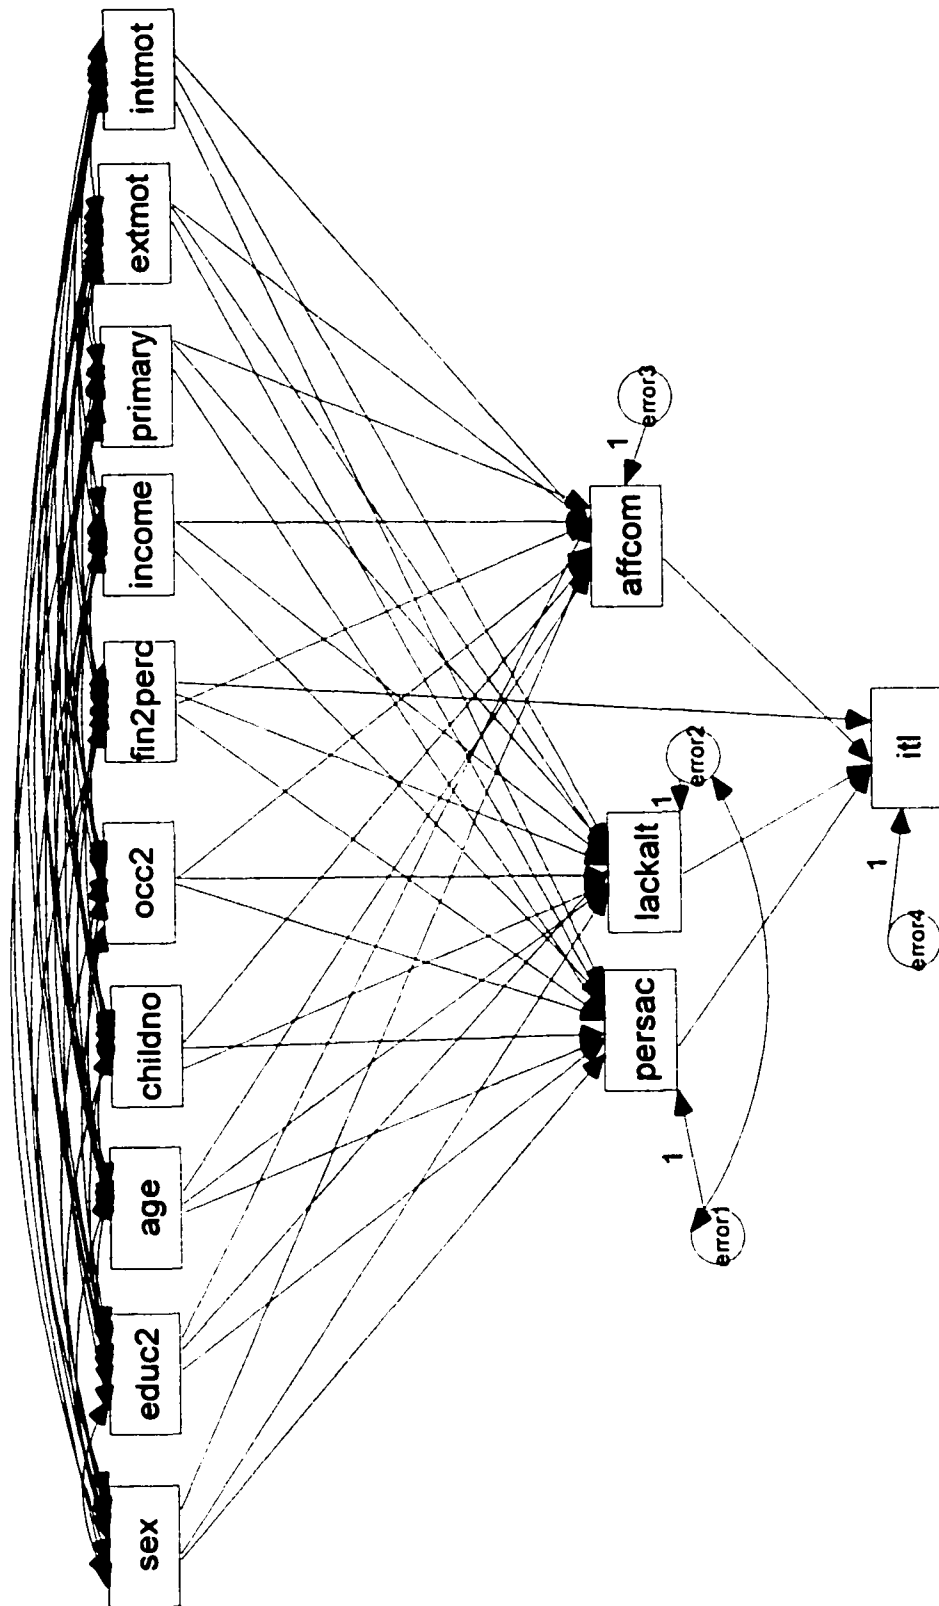 sex
educ2
age
childno
occ2
fin2perc
income
primary
extmot
intmot
persac
lackalt
affcom
1
error1
1
error2
1
error3
itl
1
error4